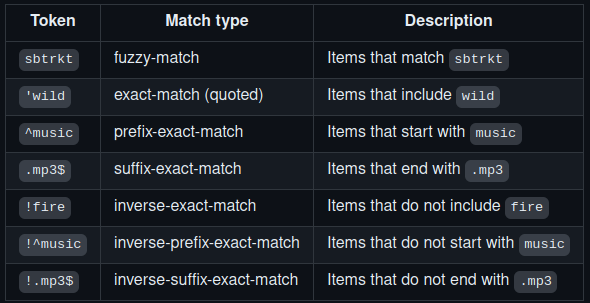 Token Match type Description
sbtrkt fuzzy-match Items that match sbtrkt
'wild exact-match (quoted) Items that include wild
^music prefix-exact-match Items that start with music
.mp3$ suffix-exact-match Items that end with .mp3
!fire inverse-exact-match Items that do not include fire
!^music inverse-prefix-exact-match Items that do not start with music
!.mp3$ inverse-suffix-exact-match Items that do not end with .mp3